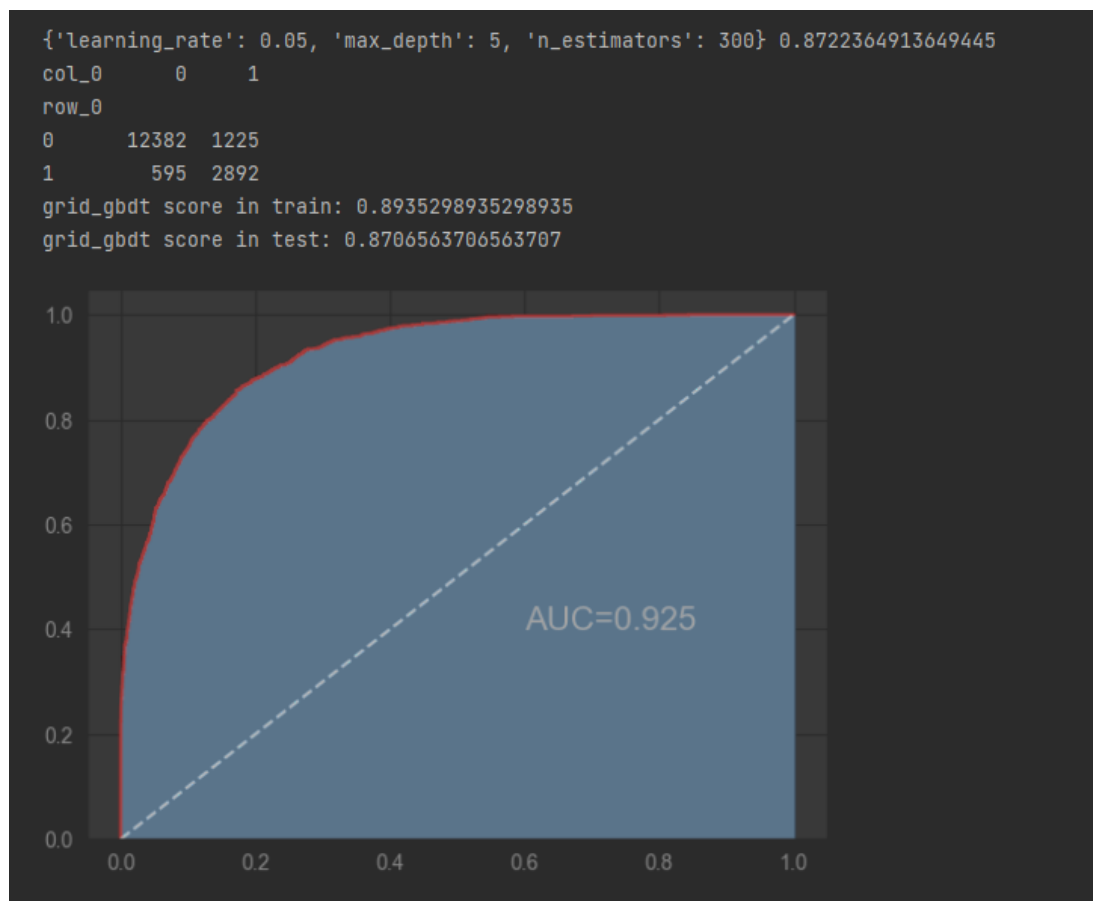 {'learning_rate': 0.05, 'max_depth': 5, 'n_estimators': 300} 0.8722364913649445
col_0 0 1
row_0
0 12382 1225
1 595 2892
grid_gbdt score in train: 0.8935298935298935
grid_gbdt score in test: 0.8706563706563707
1.0
0.8
0.6
0.4
0.2
0.0
AUC=0.925
0.0 0.2 0.4 0.6 0.8 1.0